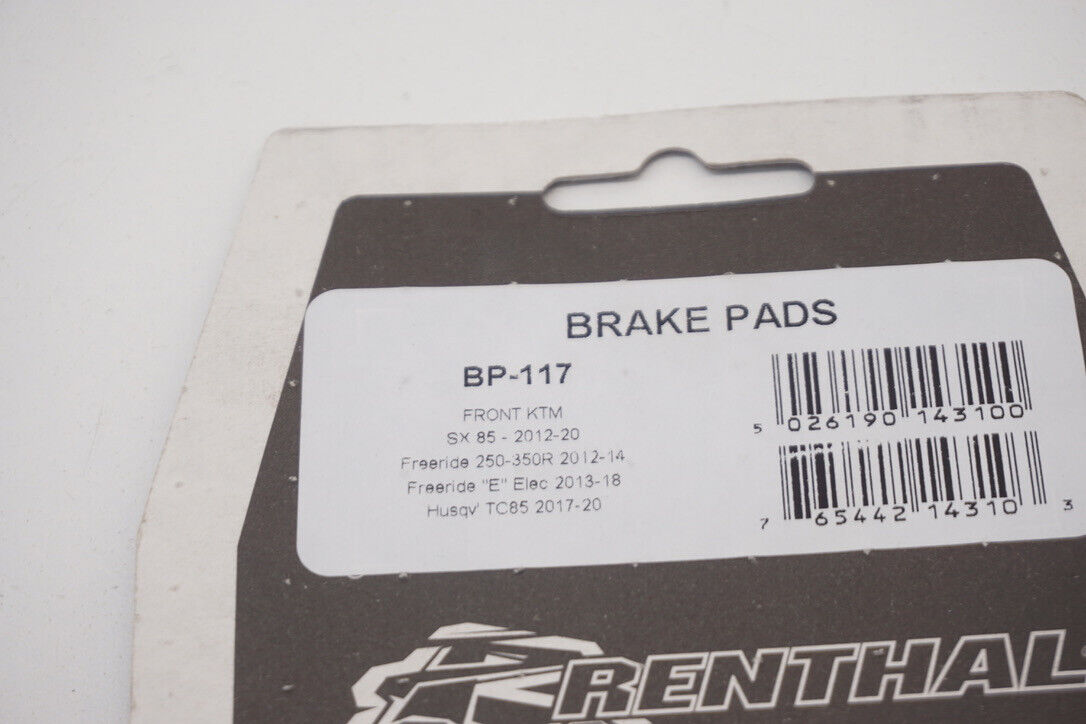 BRAKE PADS
BP-117
FRONT KTM
SX 85 - 2012-20
Freeride 250-350R 2012-14
Freeride "E" Elec 2013-18
Husqv' TC85 2017-20
5 026190 143100
7 65442 14310 3
RENTHAL